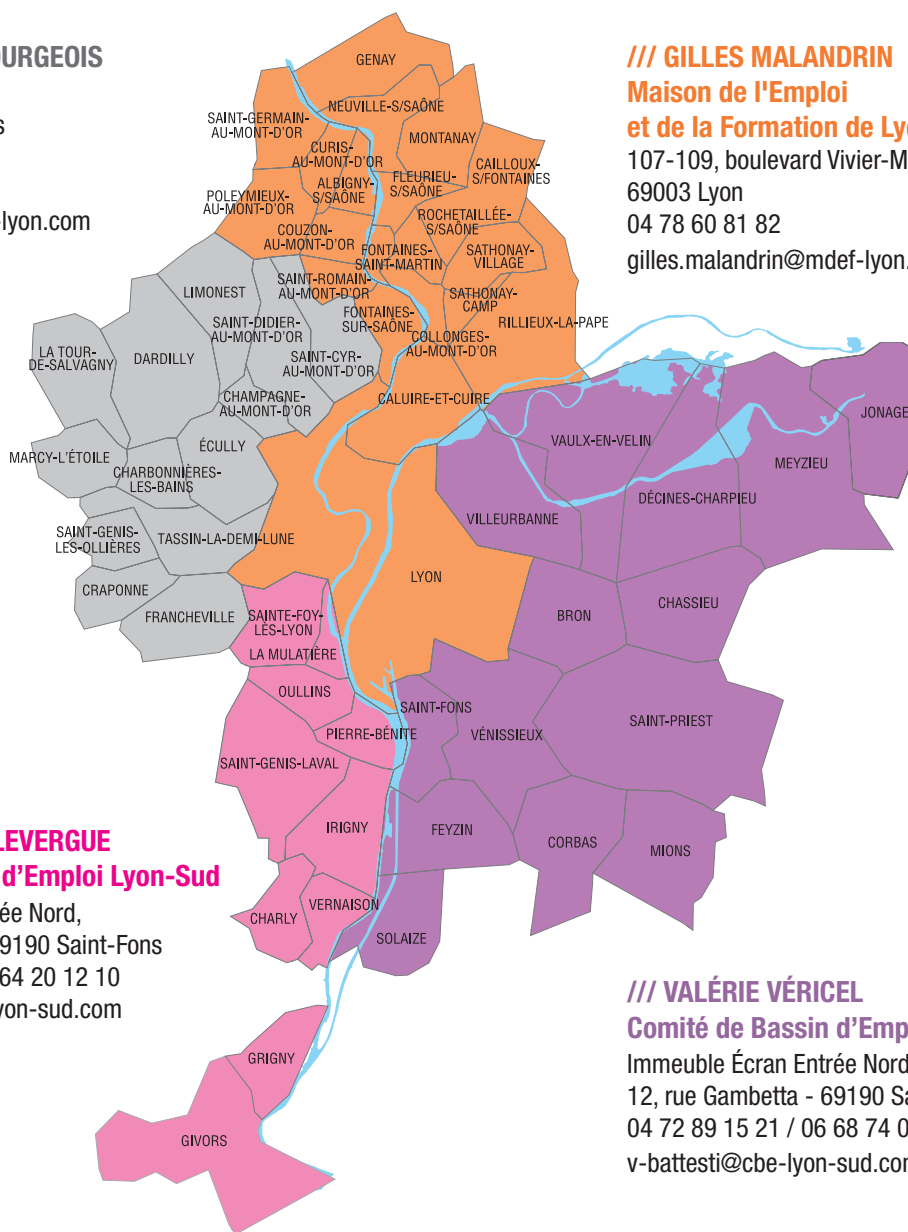 OURGEOIS
s
-lyon.com
/// GILLES MALANDRIN
Maison de l'Emploi
et de la Formation de Ly
107-109, boulevard Vivier-M
69003 Lyon
04 78 60 81 82
gilles.malandrin@mdef-lyon.
GENAY
NEUVILLE-S/SAÔNE
SAINT-GERMAIN-
AU-MONT-D'OR
MONTANAY
CURIS-
AU-MONT-D'OR
CAILLOUX-
S/FONTAINES
FLEURIEU-
S/SAÔNE
ALBIGNY-
S/SAÔNE
POLEYMIEUX-
AU-MONT-D'OR
ROCHETAILLÉE-
S/SAÔNE
COUZON-
AU-MONT-D'OR
FONTAINES-
SAINT-MARTIN
SATHONAY-
VILLAGE
SAINT-ROMAIN-
AU-MONT-D'OR
LIMONEST
SATHONAY-
CAMP
FONTAINES-
SUR-SAÔNE
RILLIEUX-LA-PAPE
SAINT-DIDIER-
AU-MONT-D'OR
COLLONGES-
AU-MONT-D'OR
LA TOUR-
DE-SALVAGNY
DARDILLY
SAINT-CYR-
AU-MONT-D'OR
CHAMPAGNE-
AU-MONT-D'OR
CALUIRE-ET-CUIRE
JONAGE
ÉCULLY
VAULX-EN-VELIN
MARCY-L'ÉTOILE
MEYZIEU
CHARBONNIÈRES-
LES-BAINS
DÉCINES-CHARPIEU
VILLEURBANNE
SAINT-GENIS-
LES-OLLIÈRES
TASSIN-LA-DEMI-LUNE
LYON
CRAPONNE
CHASSIEU
FRANCHEVILLE
SAINTE-FOY-
LÈS-LYON
BRON
LA MULATIÈRE
OULLINS
SAINT-FONS
SAINT-PRIEST
PIERRE-BÉNITE
VÉNISSIEUX
SAINT-GENIS-LAVAL
IRIGNY
FEYZIN
CORBAS
MIONS
CHARLY
VERNAISON
SOLAIZE
GRIGNY
GIVORS
LEVERGUE
d'Emploi Lyon-Sud
ée Nord,
9190 Saint-Fons
64 20 12 10
yon-sud.com
/// VALÉRIE VÉRICEL
Comité de Bassin d'Emp
Immeuble Écran Entrée Nord
12, rue Gambetta - 69190 Sa
04 72 89 15 21 / 06 68 74 0
v-battesti@cbe-lyon-sud.com